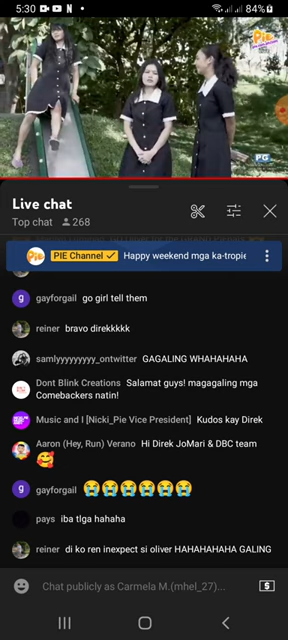 5:30
84%
Pie
PG
Live chat
Top chat 268
PIE Channel Happy weekend mga ka-tropie
gayforgail go girl tell them
reiner bravo direkkkkk
samlyyyyyyyyy_ontwitter GAGALING WHAHAHAHA
Dont Blink Creations Salamat guys! magagaling mga
Comebackers natin!
Music and I [Nicki_Pie Vice President] Kudos kay Direk
Aaron (Hey, Run) Verano Hi Direk JoMari & DBC team
🥰
gayforgail 😭😭😭😭😭😭
pays iba tlga hahaha
reiner di ko ren inexpect si oliver HAHAHAHAHA GALING
Chat publicly as Carmela M.(mhel_27)...